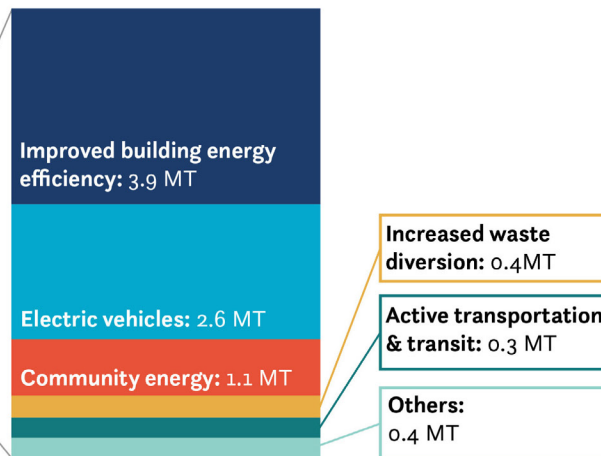 Improved building energy
efficiency: 3.9 MT
Electric vehicles: 2.6 MT
Community energy: 1.1 MT
Increased waste
diversion: 0.4MT
Active transportation
& transit: 0.3 MT
Others:
0.4 MT